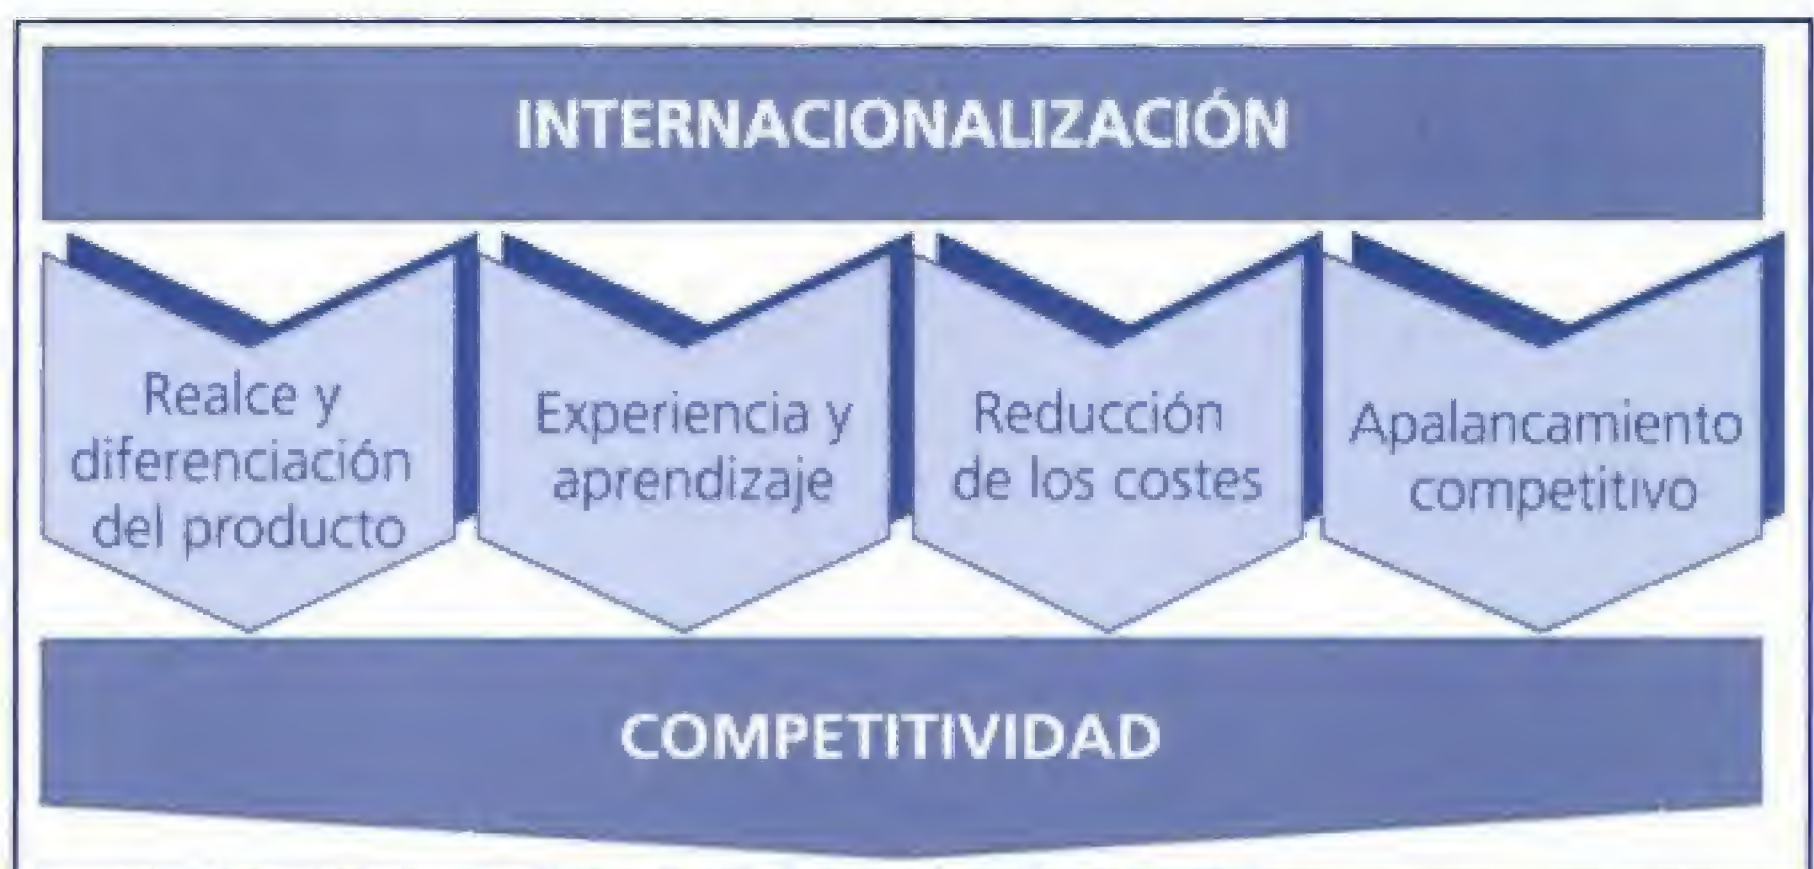 INTERNACIONALIZACIÓN
Realce y
diferenciación
del producto
Experiencia y
aprendizaje
Reducción
de los costes
Apalancamiento
competitivo
COMPETITIVIDAD